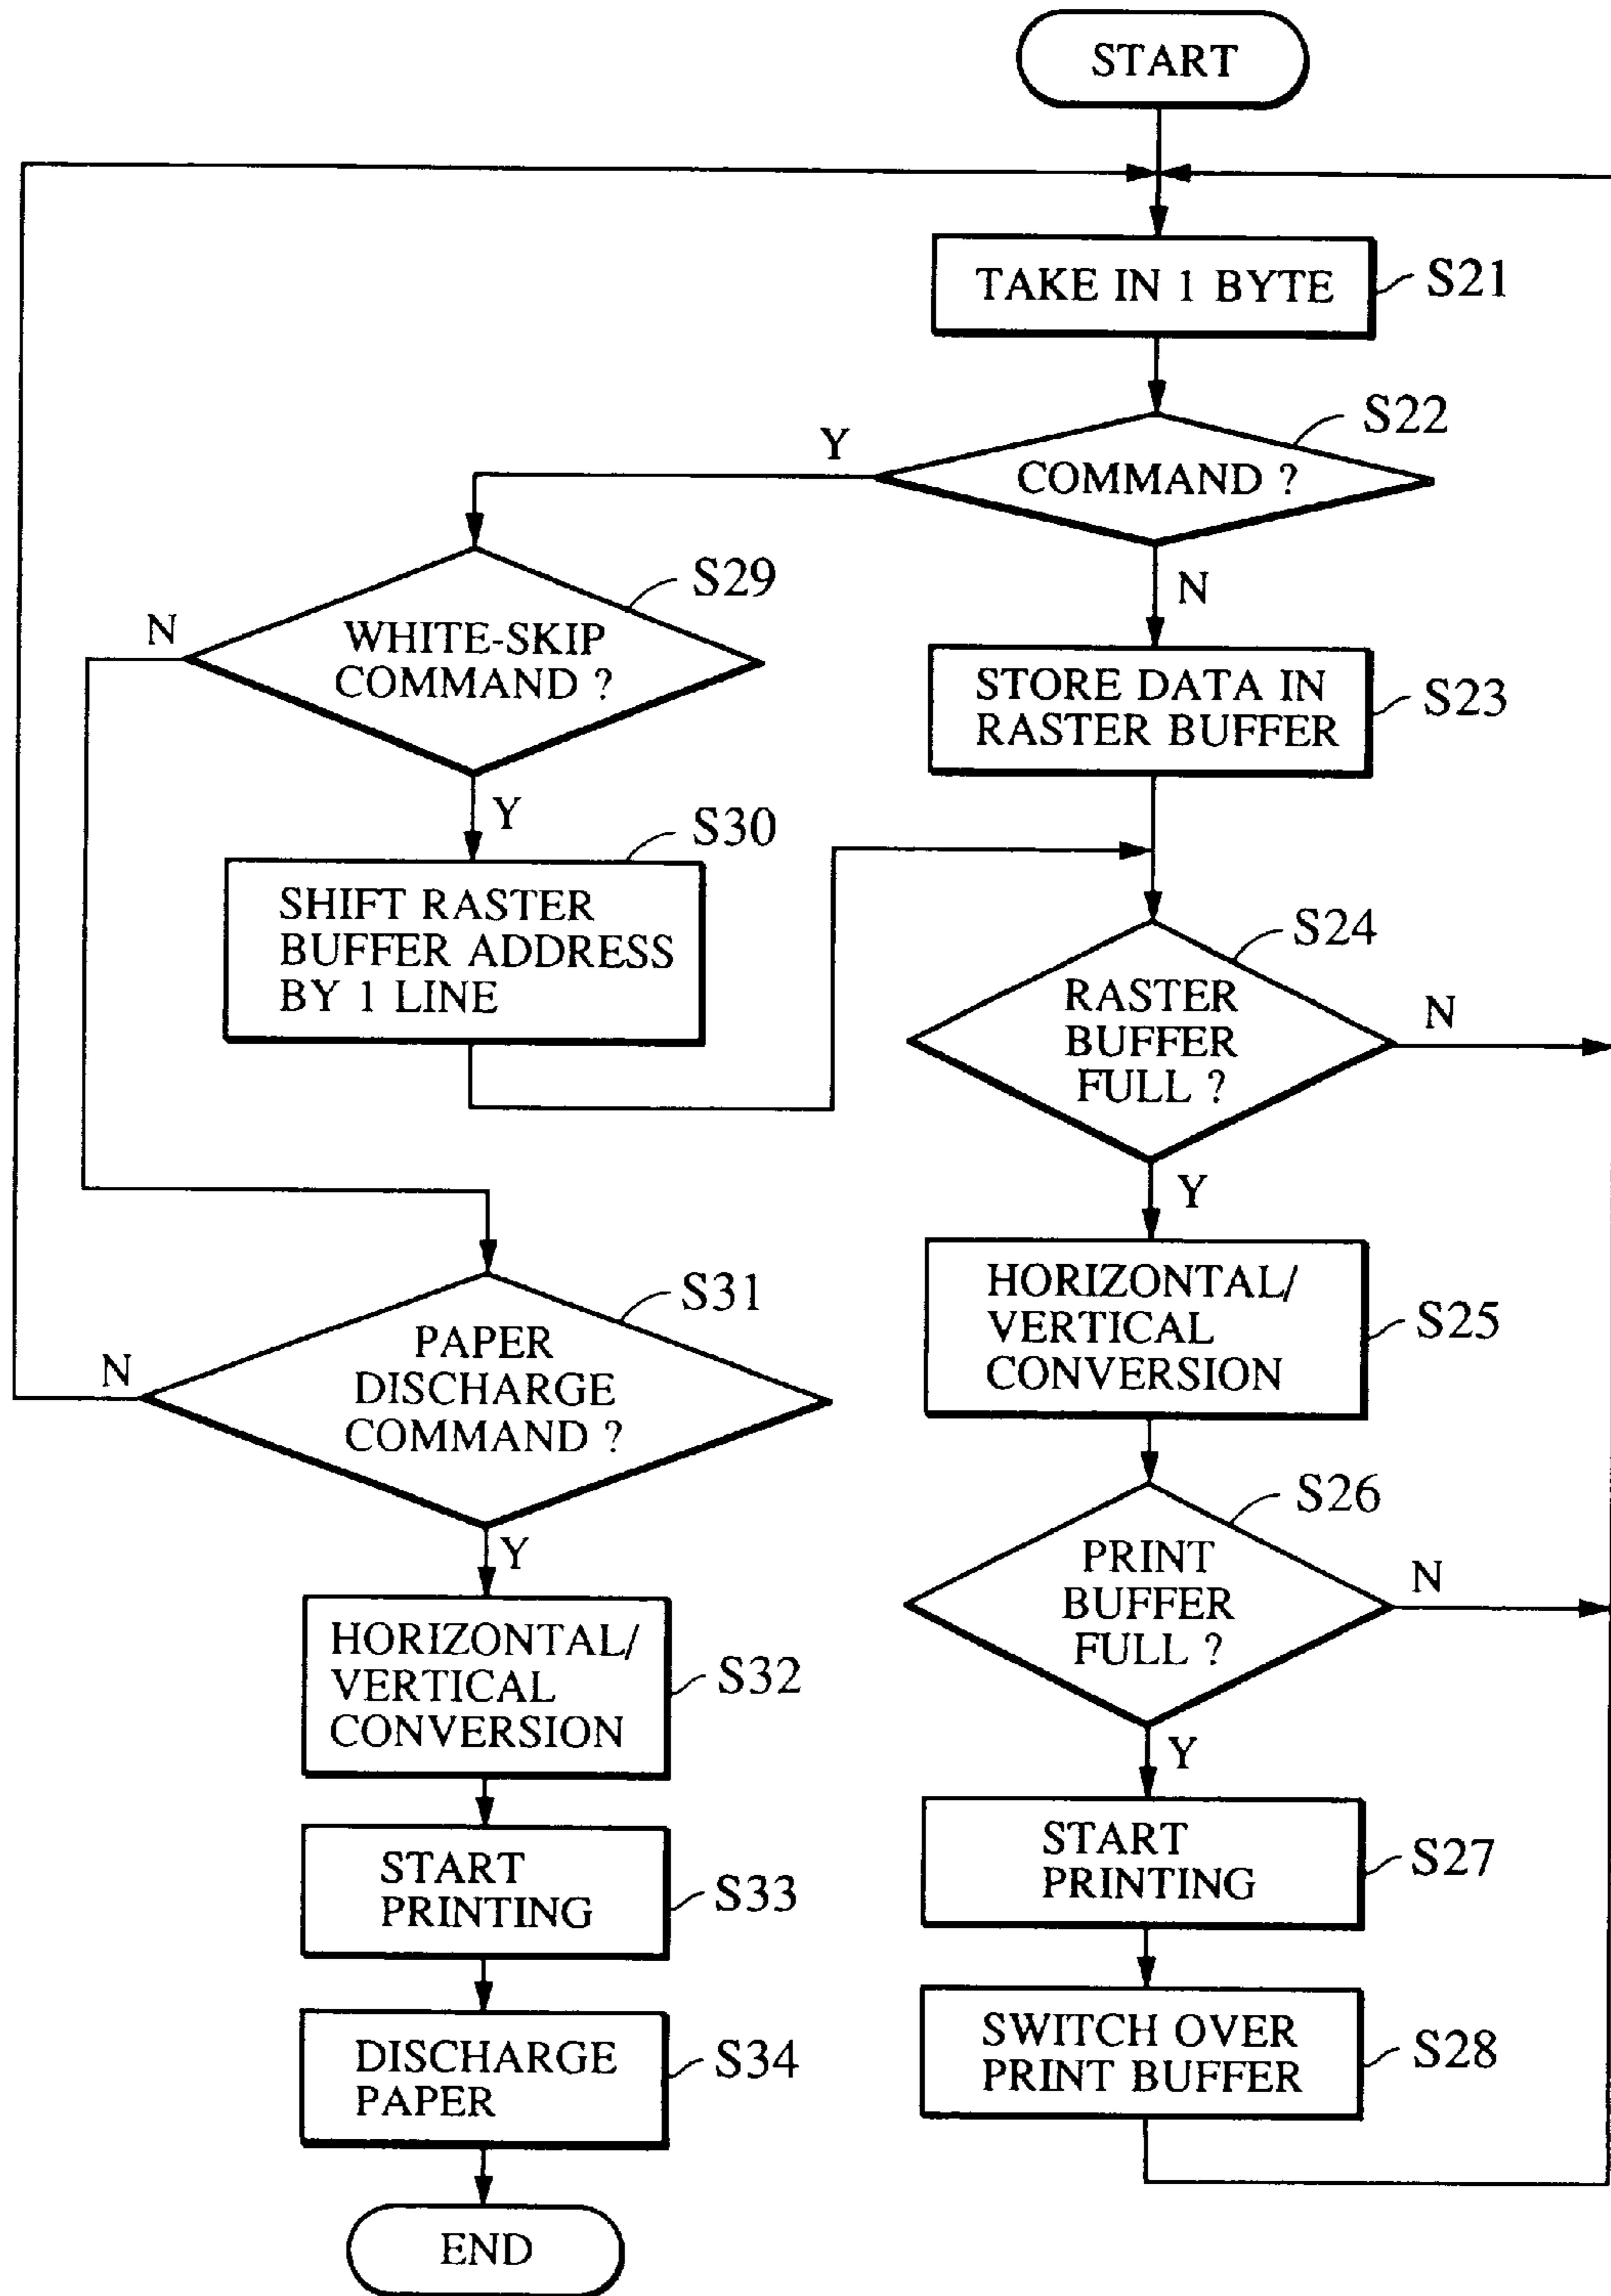 START
TAKE IN 1 BYTE
S21
S22
Y
COMMAND ?
N
S29
N
WHITE-SKIP
COMMAND ?
Y
STORE DATA IN
RASTER BUFFER
S23
S30
SHIFT RASTER
BUFFER ADDRESS
BY 1 LINE
S24
RASTER
BUFFER
FULL ?
N
Y
HORIZONTAL/
VERTICAL
CONVERSION
S25
S31
N
PAPER
DISCHARGE
COMMAND ?
Y
S26
PRINT
BUFFER
FULL ?
N
Y
HORIZONTAL/
VERTICAL
CONVERSION
S32
START
PRINTING
S27
START
PRINTING
S33
SWITCH OVER
PRINT BUFFER
S28
DISCHARGE
PAPER
S34
END